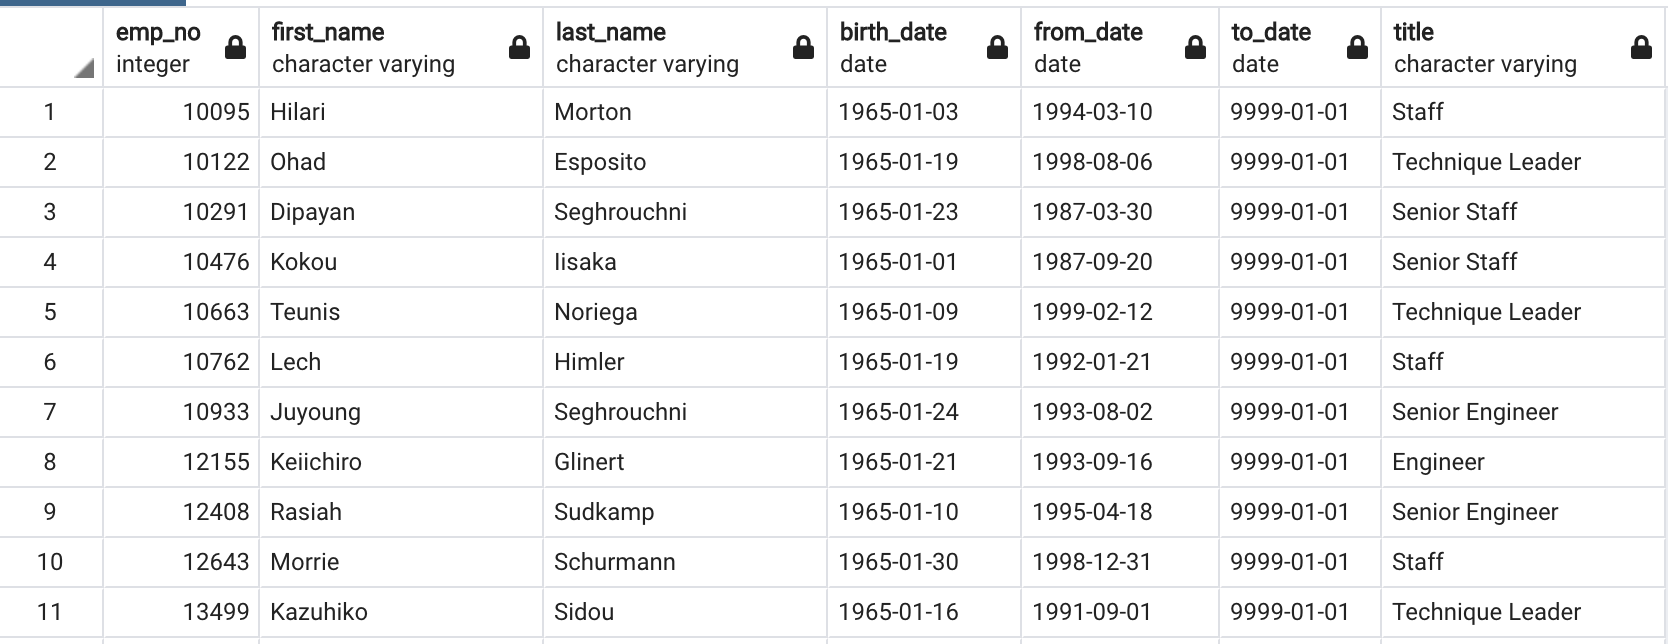 emp_no first_name last_name birth_date from_date to_date title
integer character varying character varying date date date character varying
1 10095 Hilari Morton 1965-01-03 1994-03-10 9999-01-01 Staff
2 10122 Ohad Esposito 1965-01-19 1998-08-06 9999-01-01 Technique Leader
3 10291 Dipayan Seghrouchni 1965-01-23 1987-03-30 9999-01-01 Senior Staff
4 10476 Kokou Iisaka 1965-01-01 1987-09-20 9999-01-01 Senior Staff
5 10663 Teunis Noriega 1965-01-09 1999-02-12 9999-01-01 Technique Leader
6 10762 Lech Himler 1965-01-19 1992-01-21 9999-01-01 Staff
7 10933 Juyoung Seghrouchni 1965-01-24 1993-08-02 9999-01-01 Senior Engineer
8 12155 Keiichiro Glinert 1965-01-21 1993-09-16 9999-01-01 Engineer
9 12408 Rasiah Sudkamp 1965-01-10 1995-04-18 9999-01-01 Senior Engineer
10 12643 Morrie Schurmann 1965-01-30 1998-12-31 9999-01-01 Staff
11 13499 Kazuhiko Sidou 1965-01-16 1991-09-01 9999-01-01 Technique Leader